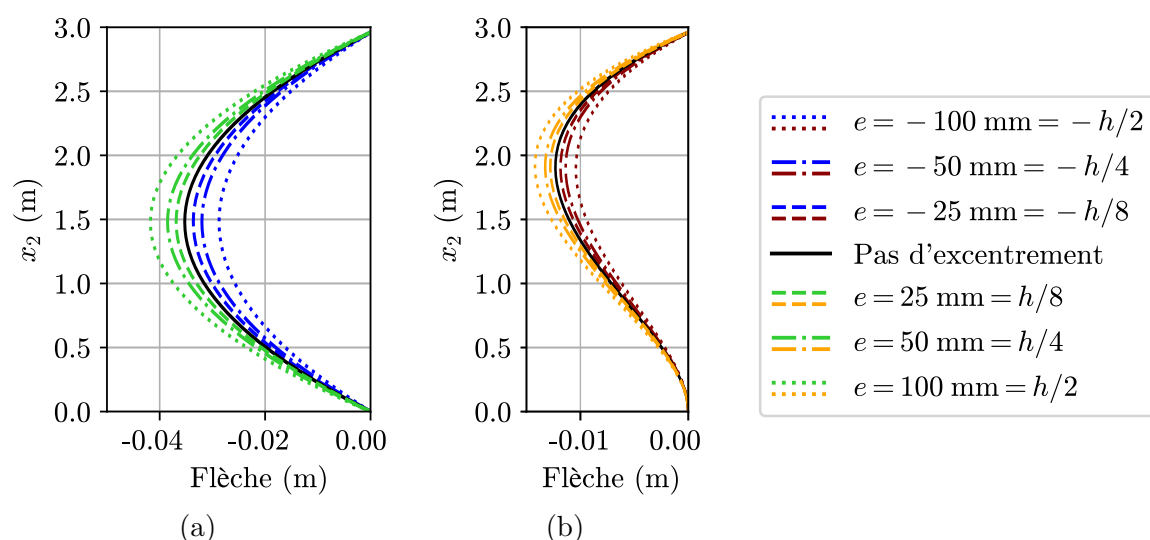 3.0
2.5
2.0
1.5
1.0
0.5
0.0
x₂ (m)
-0.04 -0.02 0.00
Flèche (m)
(a)
3.0
2.5
2.0
1.5
1.0
0.5
0.0
x₂ (m)
-0.01 0.00
Flèche (m)
(b)
e = − 100 mm = − h/2
e = − 50 mm = − h/4
e = − 25 mm = − h/8
Pas d'excentrement
e = 25 mm = h/8
e = 50 mm = h/4
e = 100 mm = h/2